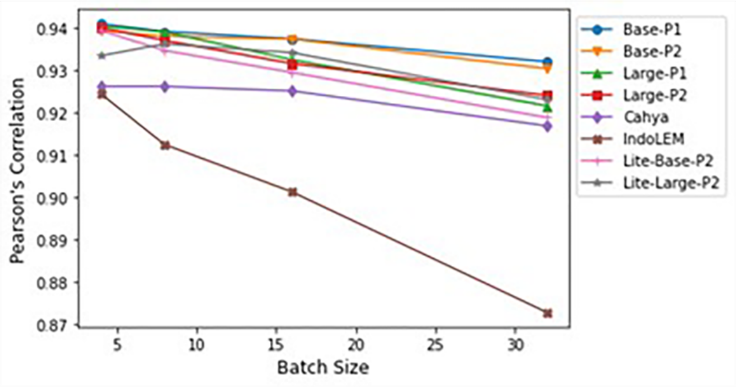 0.94
0.93
0.92
0.91
0.90
0.89
0.88
0.87
Pearson's Correlation
5 10 15 20 25 30
Batch Size
Base-P1
Base-P2
Large-P1
Large-P2
Cahya
IndoLEM
Lite-Base-P2
Lite-Large-P2